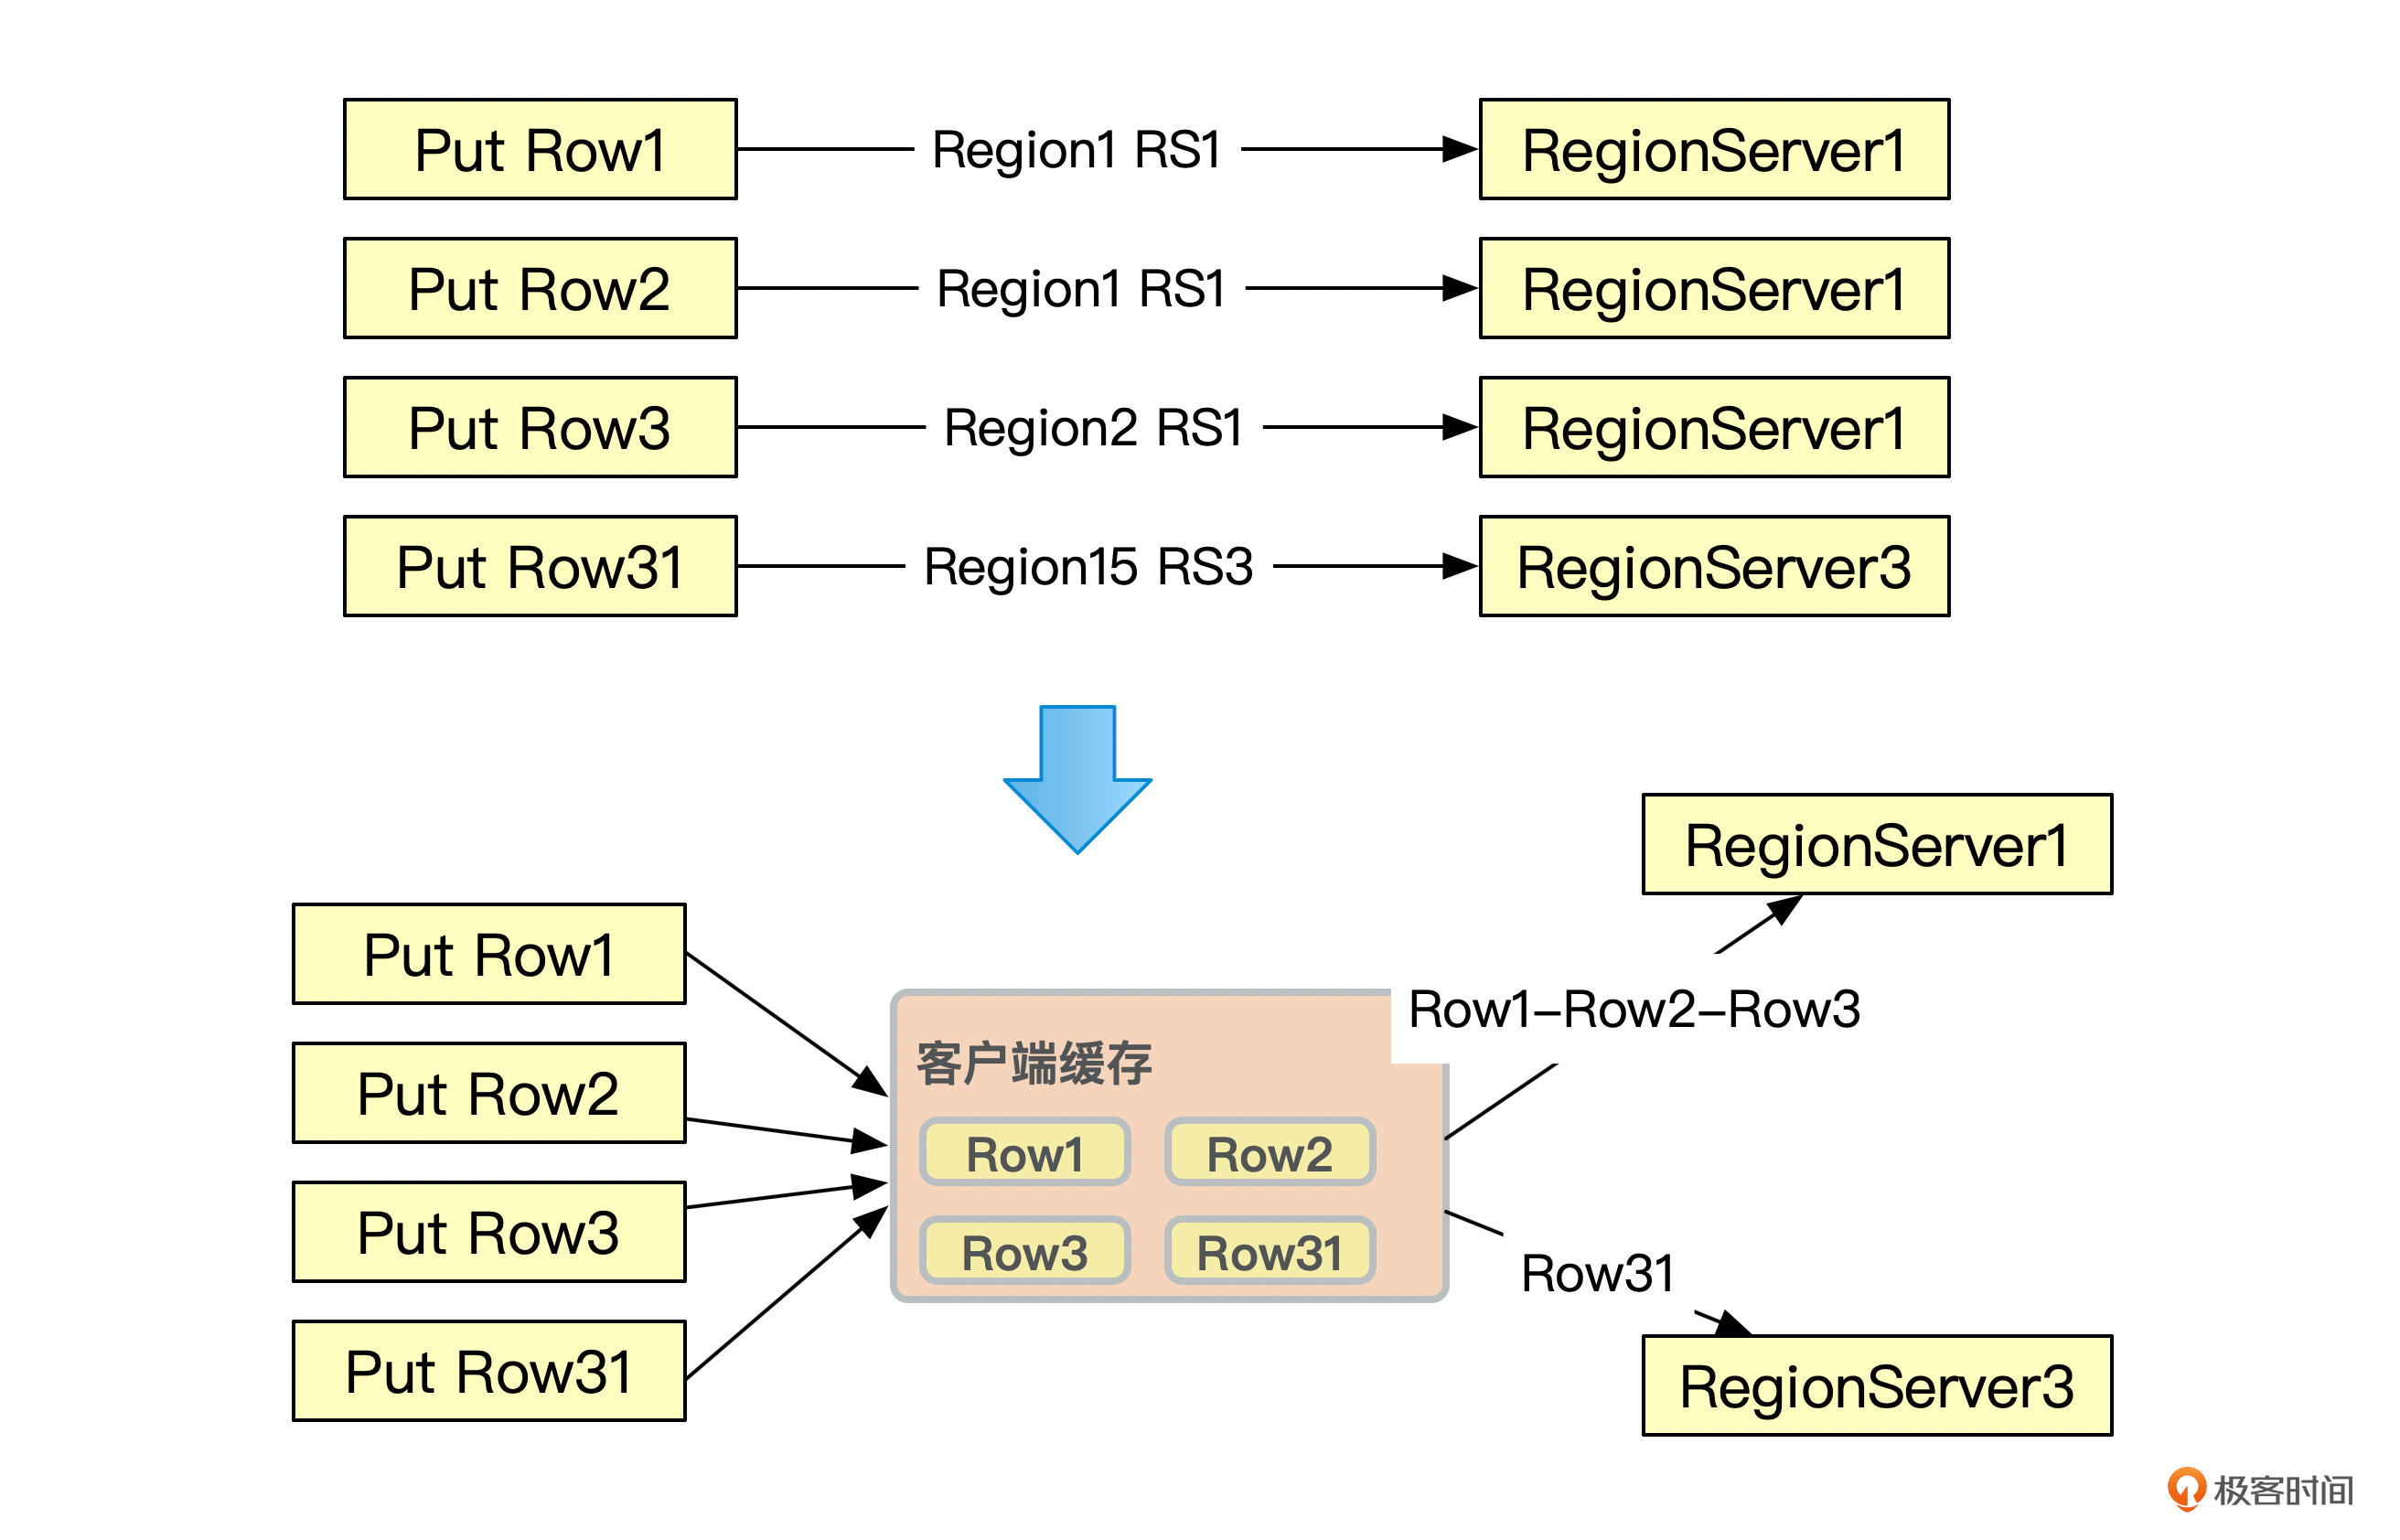 Put Row1
Region1 RS1
RegionServer1
Put Row2
Region1 RS1
RegionServer1
Put Row3
Region2 RS1
RegionServer1
Put Row31
Region15 RS3
RegionServer3
Put Row1
Put Row2
Put Row3
Put Row31
客户端缓存
Row1
Row2
Row3
Row31
Row1–Row2–Row3
RegionServer1
Row31
RegionServer3
极客时间